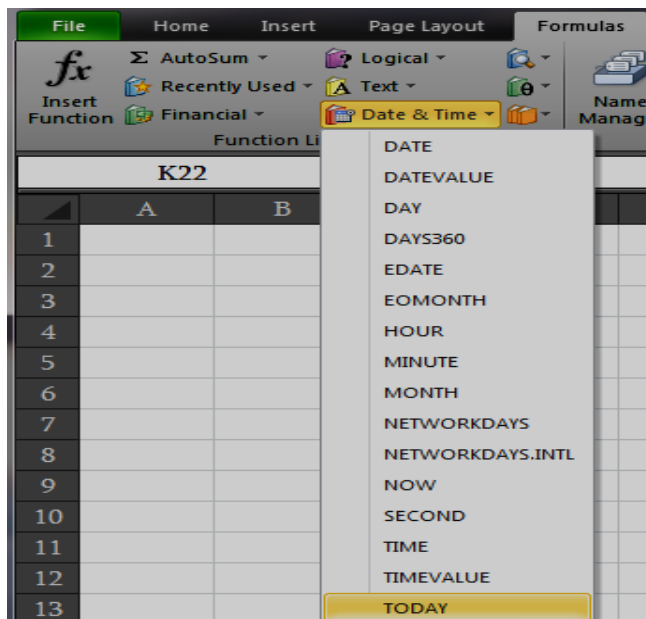 File Home Insert Page Layout Formulas
fx Σ AutoSum Logical
Recently Used Text
Insert Function
Financial Date & Time
Name Manag
Function Li
K22
A B
DATE
DATEVALUE
DAY
1 DAYS360
2 EDATE
3 EOMONTH
4 HOUR
5 MINUTE
6 MONTH
7 NETWORKDAYS
8 NETWORKDAYS.INTL
9 NOW
10 SECOND
11 TIME
12 TIMEVALUE
13 TODAY